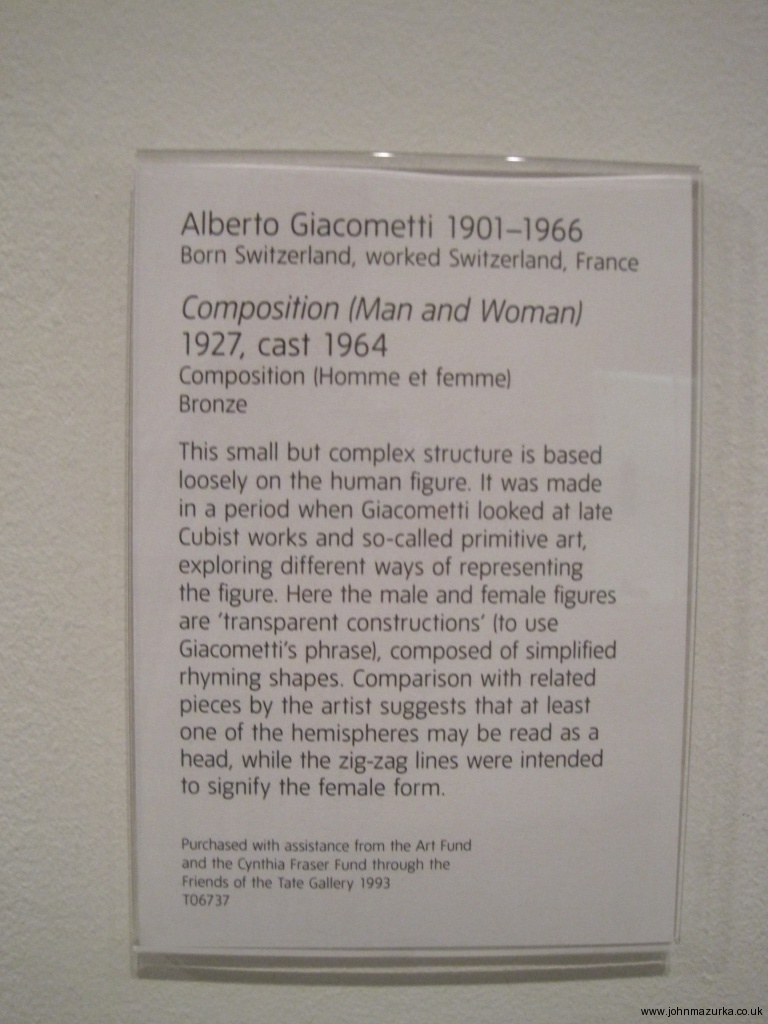 Alberto Giacometti 1901–1966
Born Switzerland, worked Switzerland, France
Composition (Man and Woman)
1927, cast 1964
Composition (Homme et femme)
Bronze
This small but complex structure is based
loosely on the human figure. It was made
in a period when Giacometti looked at late
Cubist works and so-called primitive art,
exploring different ways of representing
the figure. Here the male and female figures
are 'transparent constructions' (to use
Giacometti's phrase), composed of simplified
rhyming shapes. Comparison with related
pieces by the artist suggests that at least
one of the hemispheres may be read as a
head, while the zig-zag lines were intended
to signify the female form.
Purchased with assistance from the Art Fund
and the Cynthia Fraser Fund through the
Friends of the Tate Gallery 1993
T06737
www.johnmazurka.co.uk